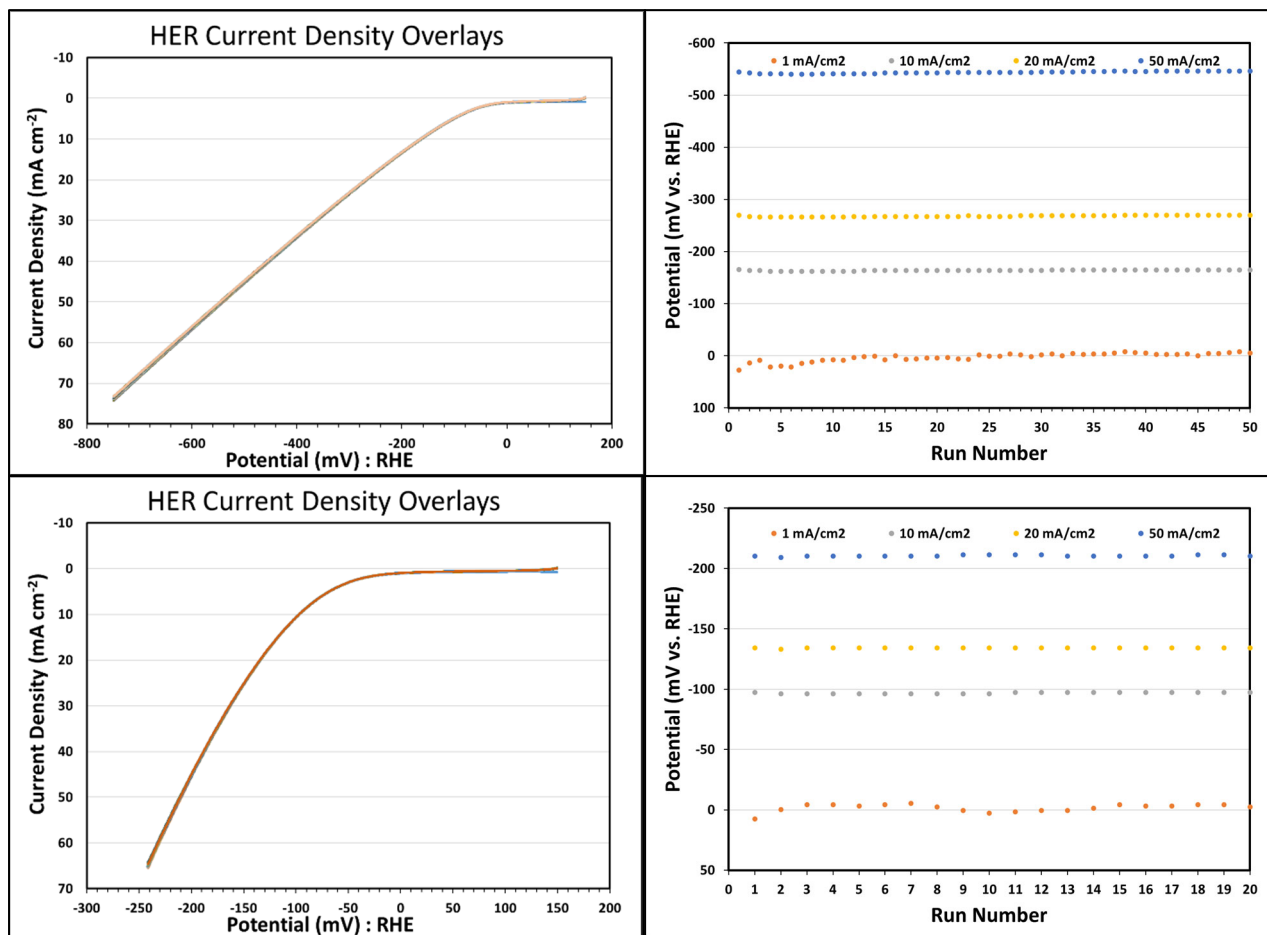 HER Current Density Overlays
Current Density (mA cm-2)
-10
0
10
20
30
40
50
60
70
80
-800 -600 -400 -200 0 200
Potential (mV) : RHE
1 mA/cm2 10 mA/cm2 20 mA/cm2 50 mA/cm2
Potential (mV vs. RHE)
-600
-500
-400
-300
-200
-100
0
100
0 5 10 15 20 25 30 35 40 45 50
Run Number
HER Current Density Overlays
Current Density (mA cm-2)
-10
0
10
20
30
40
50
60
70
-300 -250 -200 -150 -100 -50 0 50 100 150 200
Potential (mV) : RHE
1 mA/cm2 10 mA/cm2 20 mA/cm2 50 mA/cm2
Potential (mV vs. RHE)
-250
-200
-150
-100
-50
0
50
0 1 2 3 4 5 6 7 8 9 10 11 12 13 14 15 16 17 18 19 20
Run Number